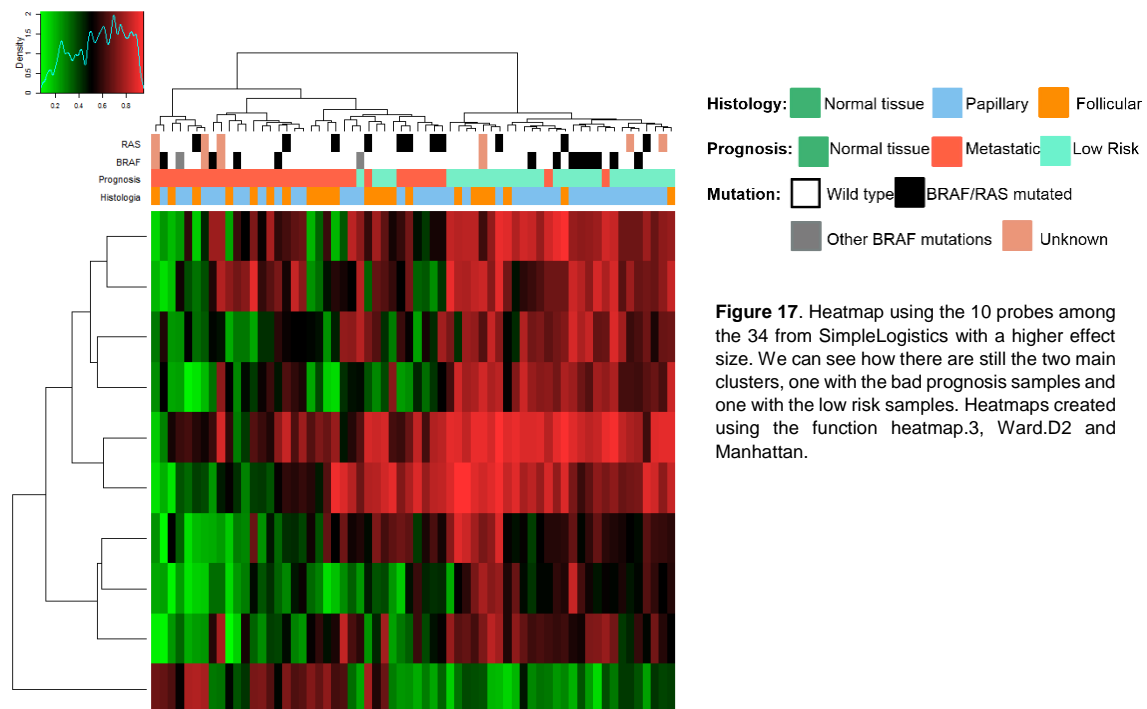 Density
2
1.5
1
0.5
0
0.2 0.4 0.6 0.8
RAS
BRAF
Prognosis
Histologia
Histology: Normal tissue Papillary Follicular
Prognosis: Normal tissue Metastatic Low Risk
Mutation: Wild type BRAF/RAS mutated
Other BRAF mutations Unknown
Figure 17. Heatmap using the 10 probes among
the 34 from SimpleLogistics with a higher effect
size. We can see how there are still the two main
clusters, one with the bad prognosis samples and
one with the low risk samples. Heatmaps created
using the function heatmap.3, Ward.D2 and
Manhattan.